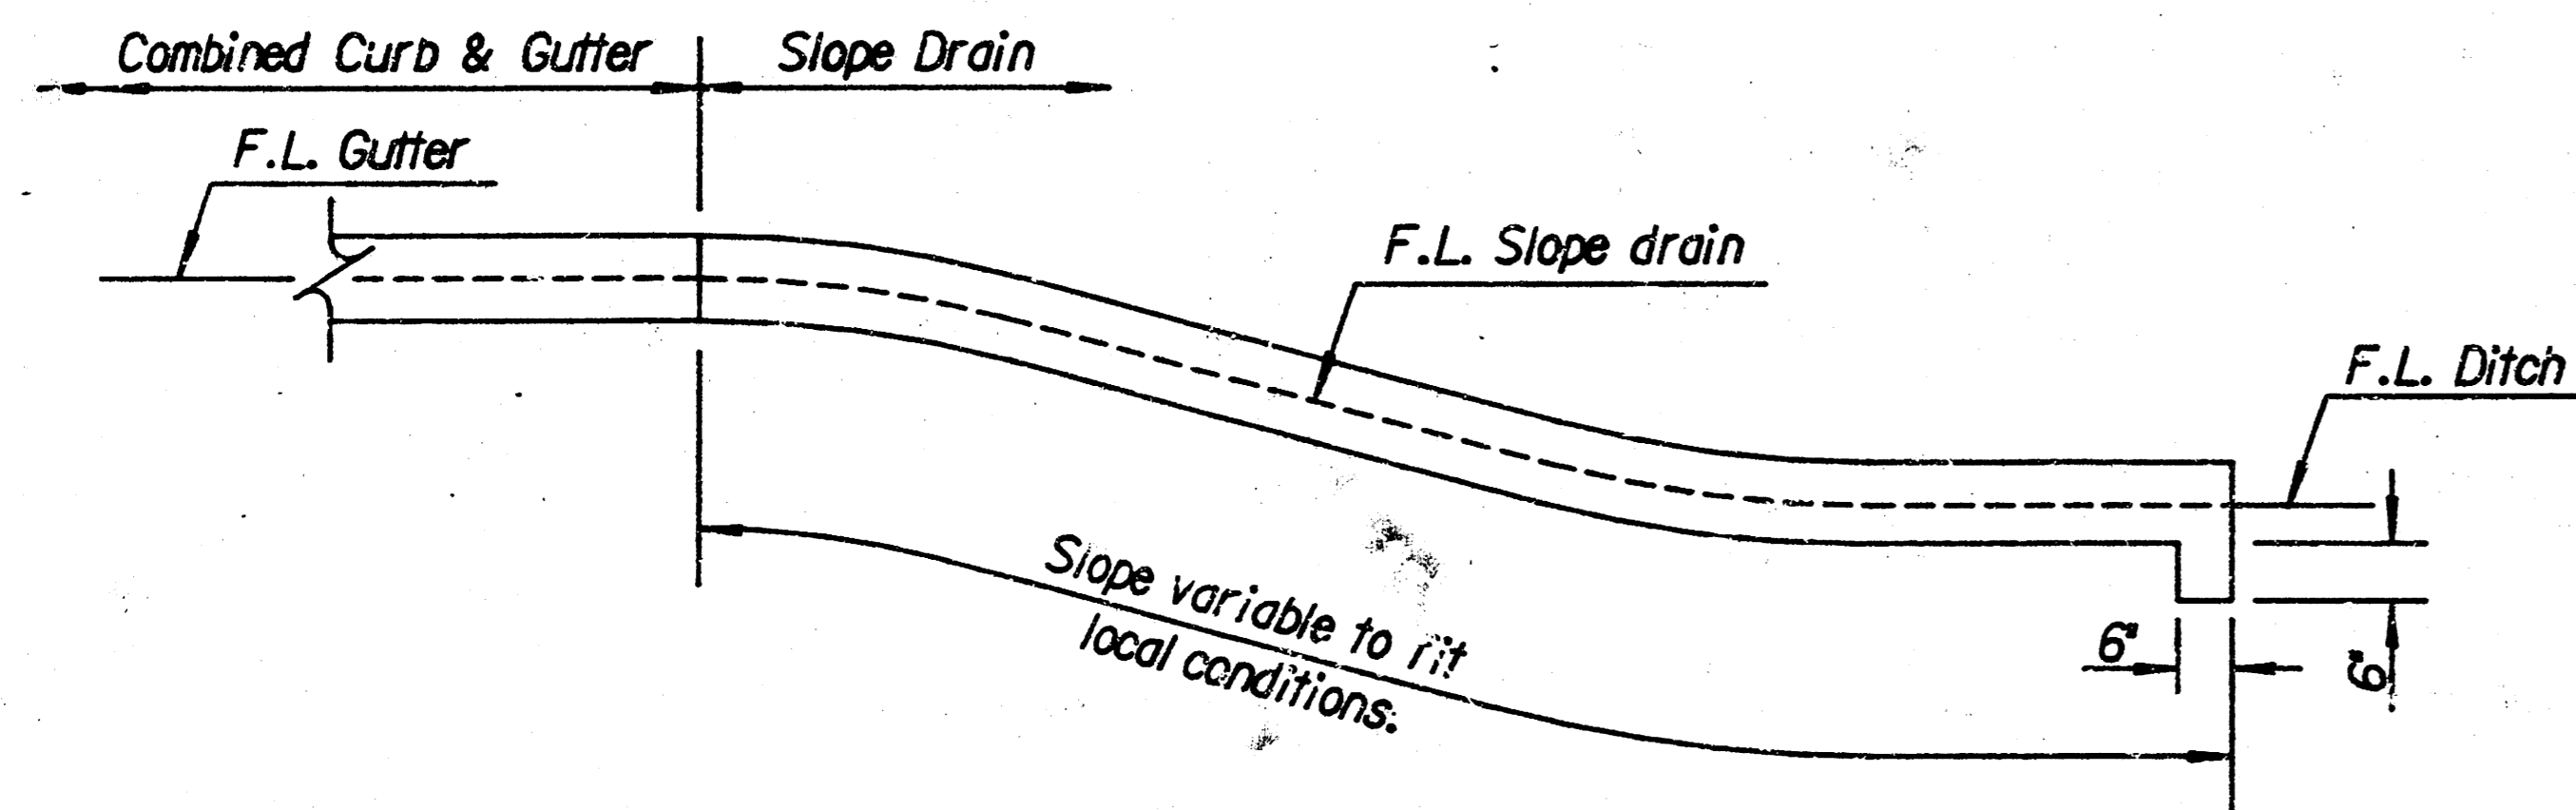 Combined Curb & Gutter
Slope Drain
F.L. Gutter
F.L. Slope drain
F.L. Ditch
Slope variable to fit
local conditions.
6"
6"